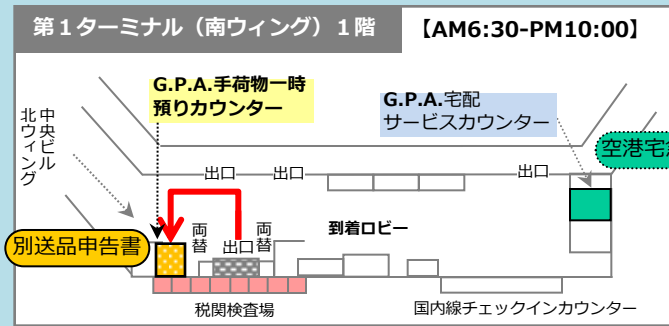 第１ターミナル（南ウィング）１階
【AM6:30-PM10:00】
G.P.A.手荷物一時
預りカウンター
G.P.A.宅配
サービスカウンター
中央ビル
北ウィング
空港宅
出口
出口
出口
両替
出口
両替
到着ロビー
別送品申告書
税関検査場
国内線チェックインカウンター